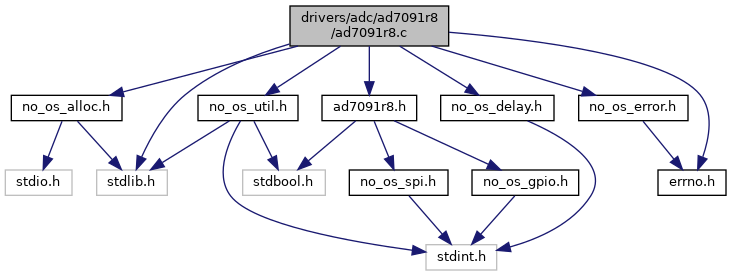 drivers/adc/ad7091r8
/ad7091r8.c
no_os_alloc.h
no_os_util.h
ad7091r8.h
no_os_delay.h
no_os_error.h
stdio.h
stdlib.h
stdbool.h
no_os_spi.h
no_os_gpio.h
errno.h
stdint.h